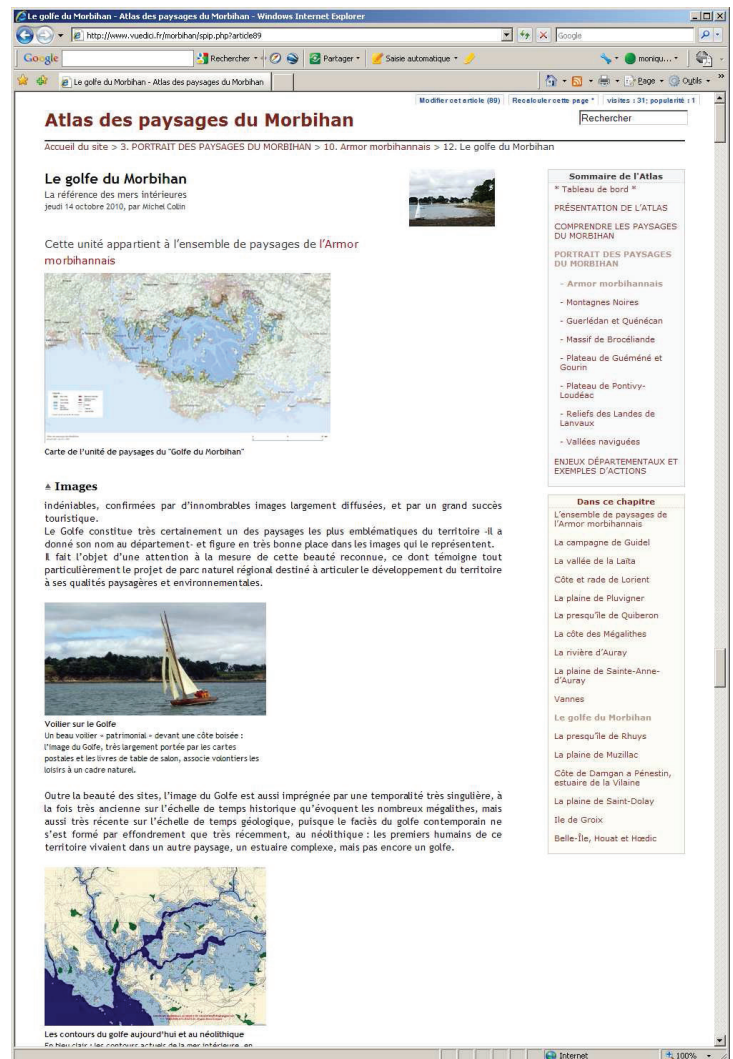 Le golfe du Morbihan - Atlas des paysages du Morbihan - Windows Internet Explorer
http://www.vuedici.fr/morbihan/spip.php?article89
Google
Google
Rechercher
Partager
Saisie automatique
moniqu...
Le golfe du Morbihan - Atlas des paysages du Morbihan
Page
Outils
Modifier cet article (89)
Recalculer cette page *
visites : 31; popularité : 1
Atlas des paysages du Morbihan
Rechercher
Accueil du site > 3. PORTRAIT DES PAYSAGES DU MORBIHAN > 10. Armor morbihannais > 12. Le golfe du Morbihan
Le golfe du Morbihan
La référence des mers intérieures
jeudi 14 octobre 2010, par Michel Collin
Cette unité appartient à l'ensemble de paysages de l'Armor
morbihannais
Carte de l'unité de paysages du "Golfe du Morbihan"
Images
indéniables, confirmées par d'innombrables images largement diffusées, et par un grand succès
touristique.
Le Golfe constitue très certainement un des paysages les plus emblématiques du territoire -il a
donné son nom au département- et figure en très bonne place dans les images qui le représentent.
Il fait l'objet d'une attention à la mesure de cette beauté reconnue, ce dont témoigne tout
particulièrement le projet de parc naturel régional destiné à articuler le développement du territoire
à ses qualités paysagères et environnementales.
Voilier sur le Golfe
Un beau voilier « patrimonial » devant une côte boisée :
l'image du Golfe, très largement portée par les cartes
postales et les livres de table de salon, associe volontiers les
loisirs à un cadre naturel.
Outre la beauté des sites, l'image du Golfe est aussi imprégnée par une temporalité très singulière, à
la fois très ancienne sur l'échelle de temps historique qu'évoquent les nombreux mégalithes, mais
aussi très récente sur l'échelle de temps géologique, puisque le faciès du golfe contemporain ne
s'est formé par effondrement que très récemment, au néolithique : les premiers humains de ce
territoire vivaient dans un autre paysage, un estuaire complexe, mais pas encore un golfe.
Les contours du golfe aujourd'hui et au néolithique
En bleu clair : les contours actuels de la mer intérieure, en
Sommaire de l'Atlas
* Tableau de bord *
PRÉSENTATION DE L'ATLAS
COMPRENDRE LES PAYSAGES
DU MORBIHAN
PORTRAIT DES PAYSAGES
DU MORBIHAN
- Armor morbihannais
- Montagnes Noires
- Guerlédan et Quénécan
- Massif de Brocéliande
- Plateau de Guéméné et
Gourin
- Plateau de Pontivy-
Loudéac
- Reliefs des Landes de
Lanvaux
- Vallées naviguées
ENJEUX DÉPARTEMENTAUX ET
EXEMPLES D'ACTIONS
Dans ce chapitre
L'ensemble de paysages de
l'Armor morbihannais
La campagne de Guidel
La vallée de la Laïta
Côte et rade de Lorient
La plaine de Pluvigner
La presqu'île de Quiberon
La côte des Mégalithes
La rivière d'Auray
La plaine de Sainte-Anne-
d'Auray
Vannes
Le golfe du Morbihan
La presqu'île de Rhuys
La plaine de Muzillac
Côte de Damgan a Pénestin,
estuaire de la Vilaine
La plaine de Saint-Dolay
Ile de Groix
Belle-Île, Houat et Hœdic
Internet
100%